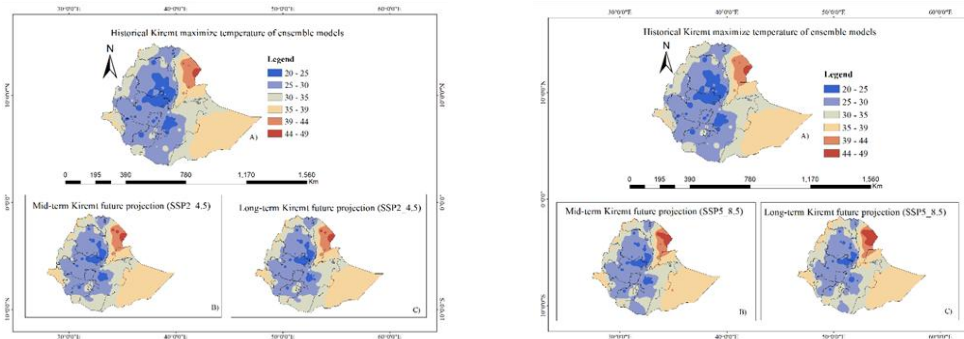 Historical Kiremt maximize temperature of ensemble models
N
Legend
20 - 25
25 - 30
30 - 35
35 - 39
39 - 44
44 - 49
A)
0 195 390 780 1,170 1,560
Km
Mid-term Kiremt future projection (SSP2_4.5)
B)
Long-term Kiremt future projection (SSP2_4.5)
C)
Historical Kiremt maximize temperature of ensemble models
N
Legend
20 - 25
25 - 30
30 - 35
35 - 39
39 - 44
44 - 49
A)
0 195 390 780 1,170 1,560
Km
Mid-term Kiremt future projection (SSP5_8.5)
B)
Long-term Kiremt future projection (SSP5_8.5)
C)